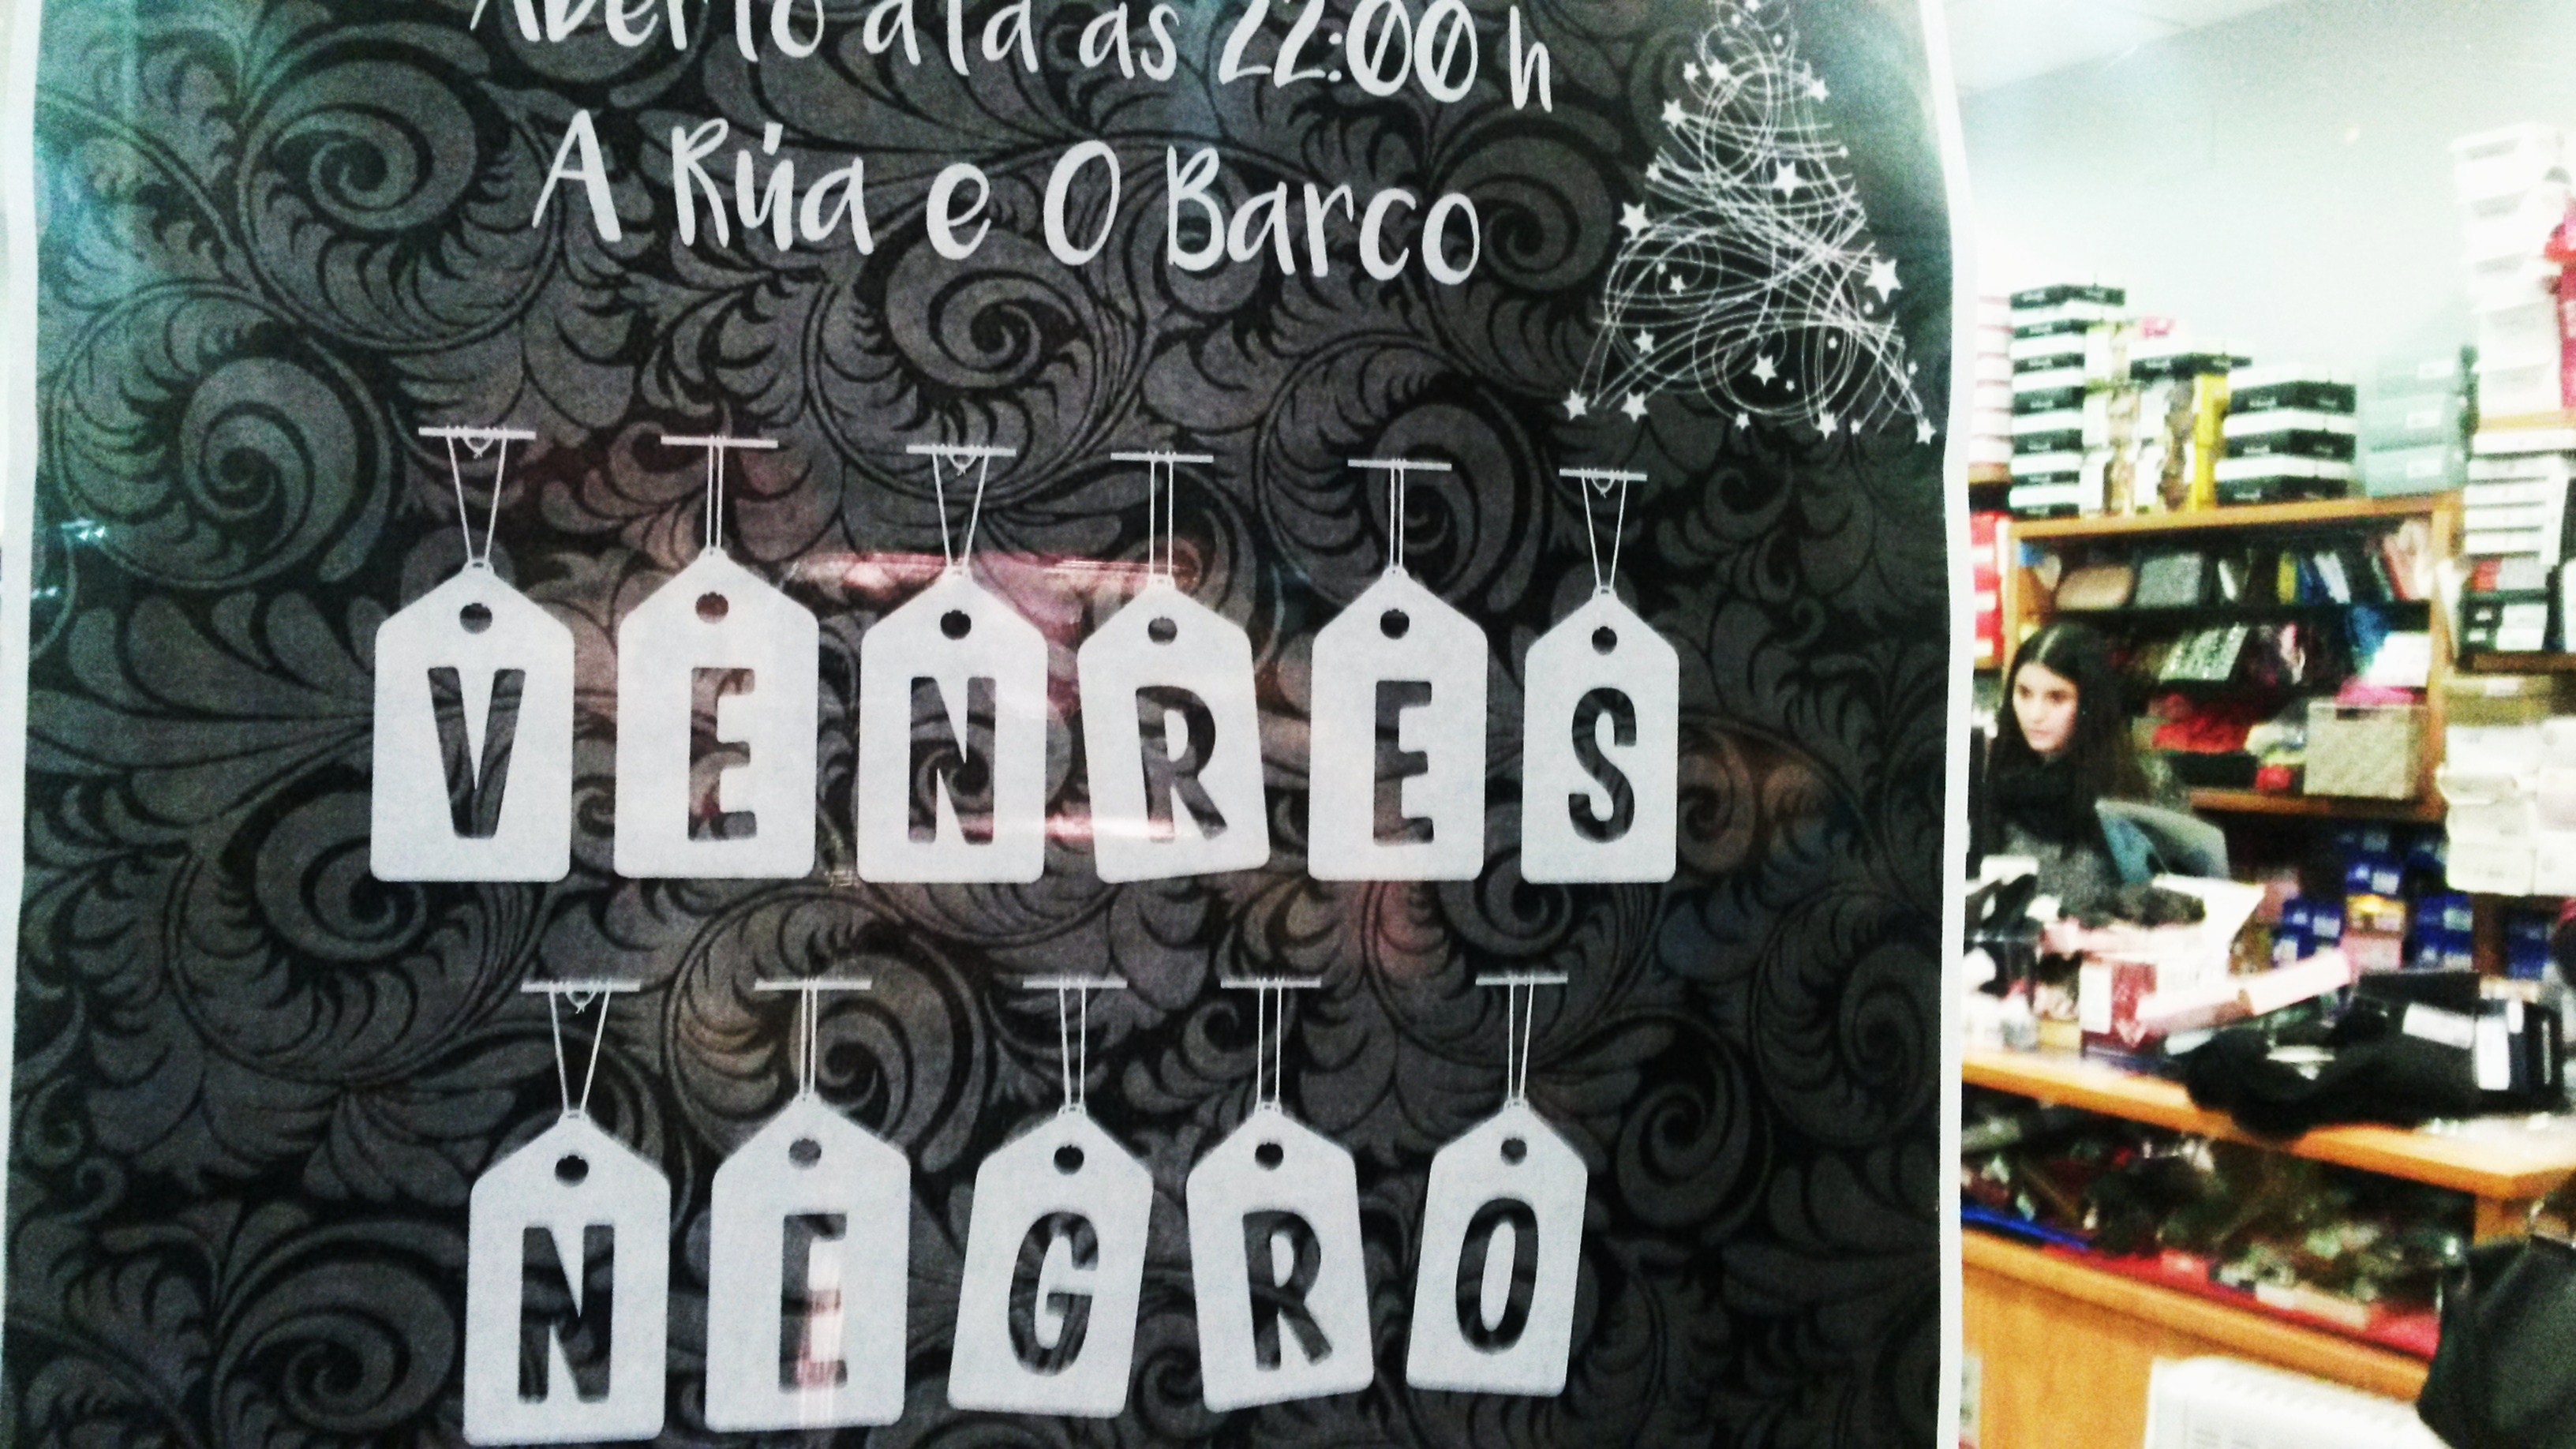 Aberto ata as 22:00 h
A Rúa e O Barco
VENRES
NEGRO